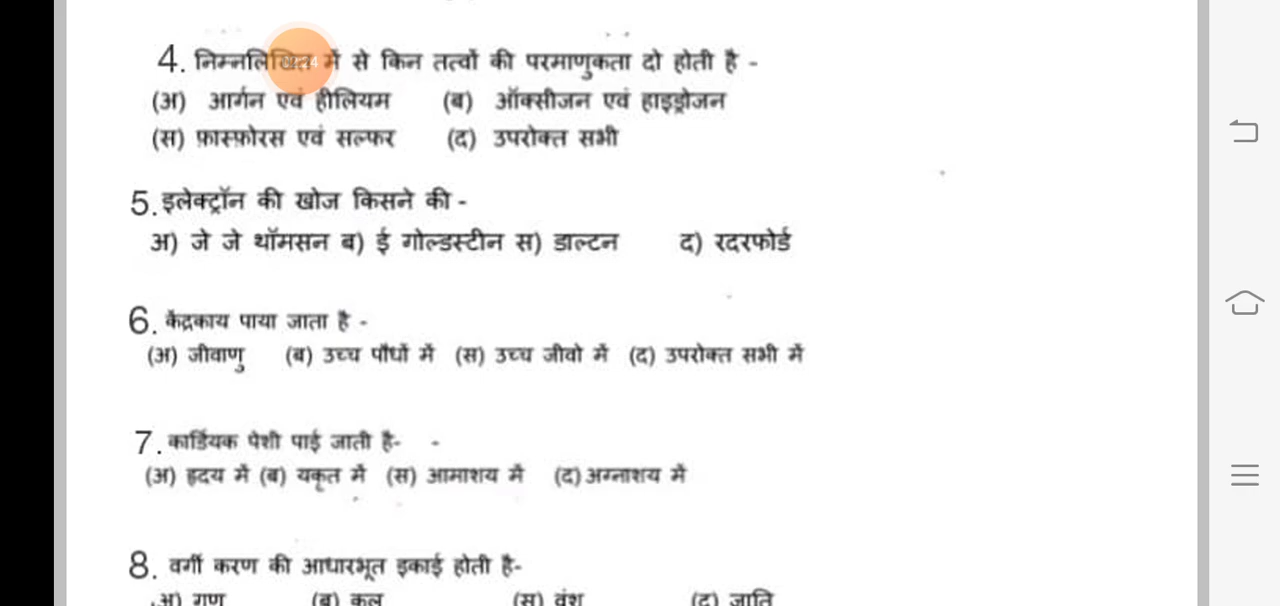 4. निम्नलिखित में से किन तत्वों की परमाणुकता दो होती है -
(अ) आर्गन एवं हीलियम (ब) ऑक्सीजन एवं हाइड्रोजन
(स) फ़ास्फ़ोरस एवं सल्फर (द) उपरोक्त सभी
5. इलेक्ट्रॉन की खोज किसने की -
अ) जे जे थॉमसन ब) ई गोल्डस्टीन स) डाल्टन द) रदरफोर्ड
6. केंद्रकाय पाया जाता है -
(अ) जीवाणु (ब) उच्च पौधों में (स) उच्च जीवो में (द) उपरोक्त सभी में
7. कार्डियक पेशी पाई जाती है- -
(अ) ह्रदय में (ब) यकृत में (स) आमाशय में (द) अग्नाशय में
8. वर्गी करण की आधारभूत इकाई होती है-
अ) गण (ब) कुल (स) वंश (द) जाति